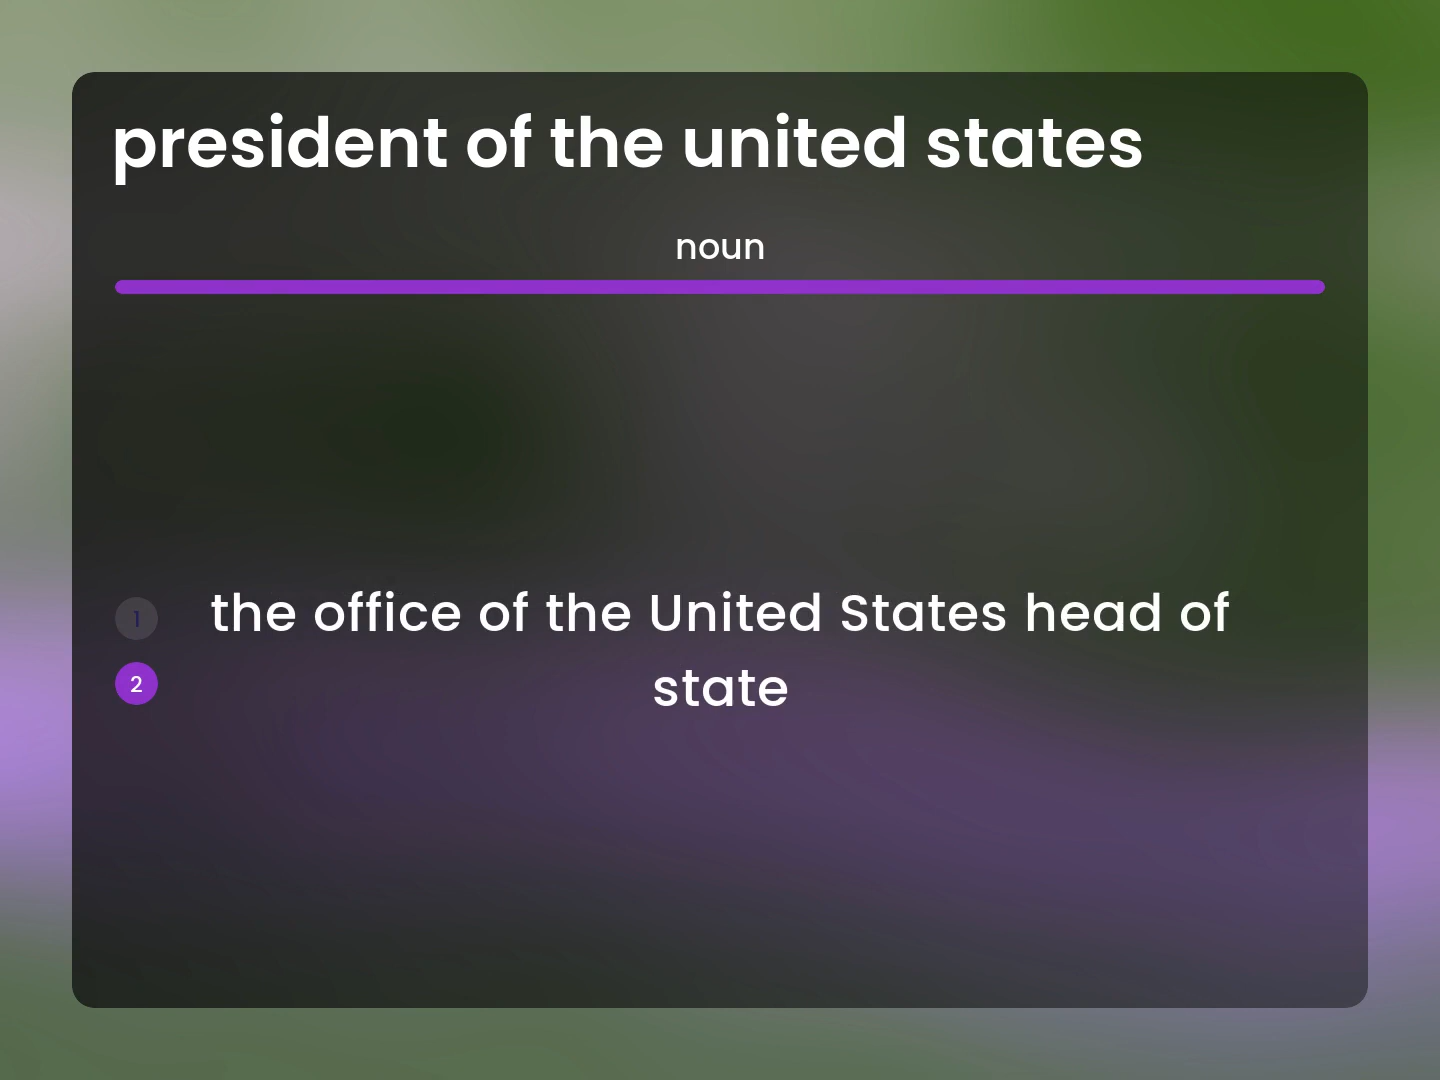 president of the united states
noun
1
the office of the United States head of
2
state